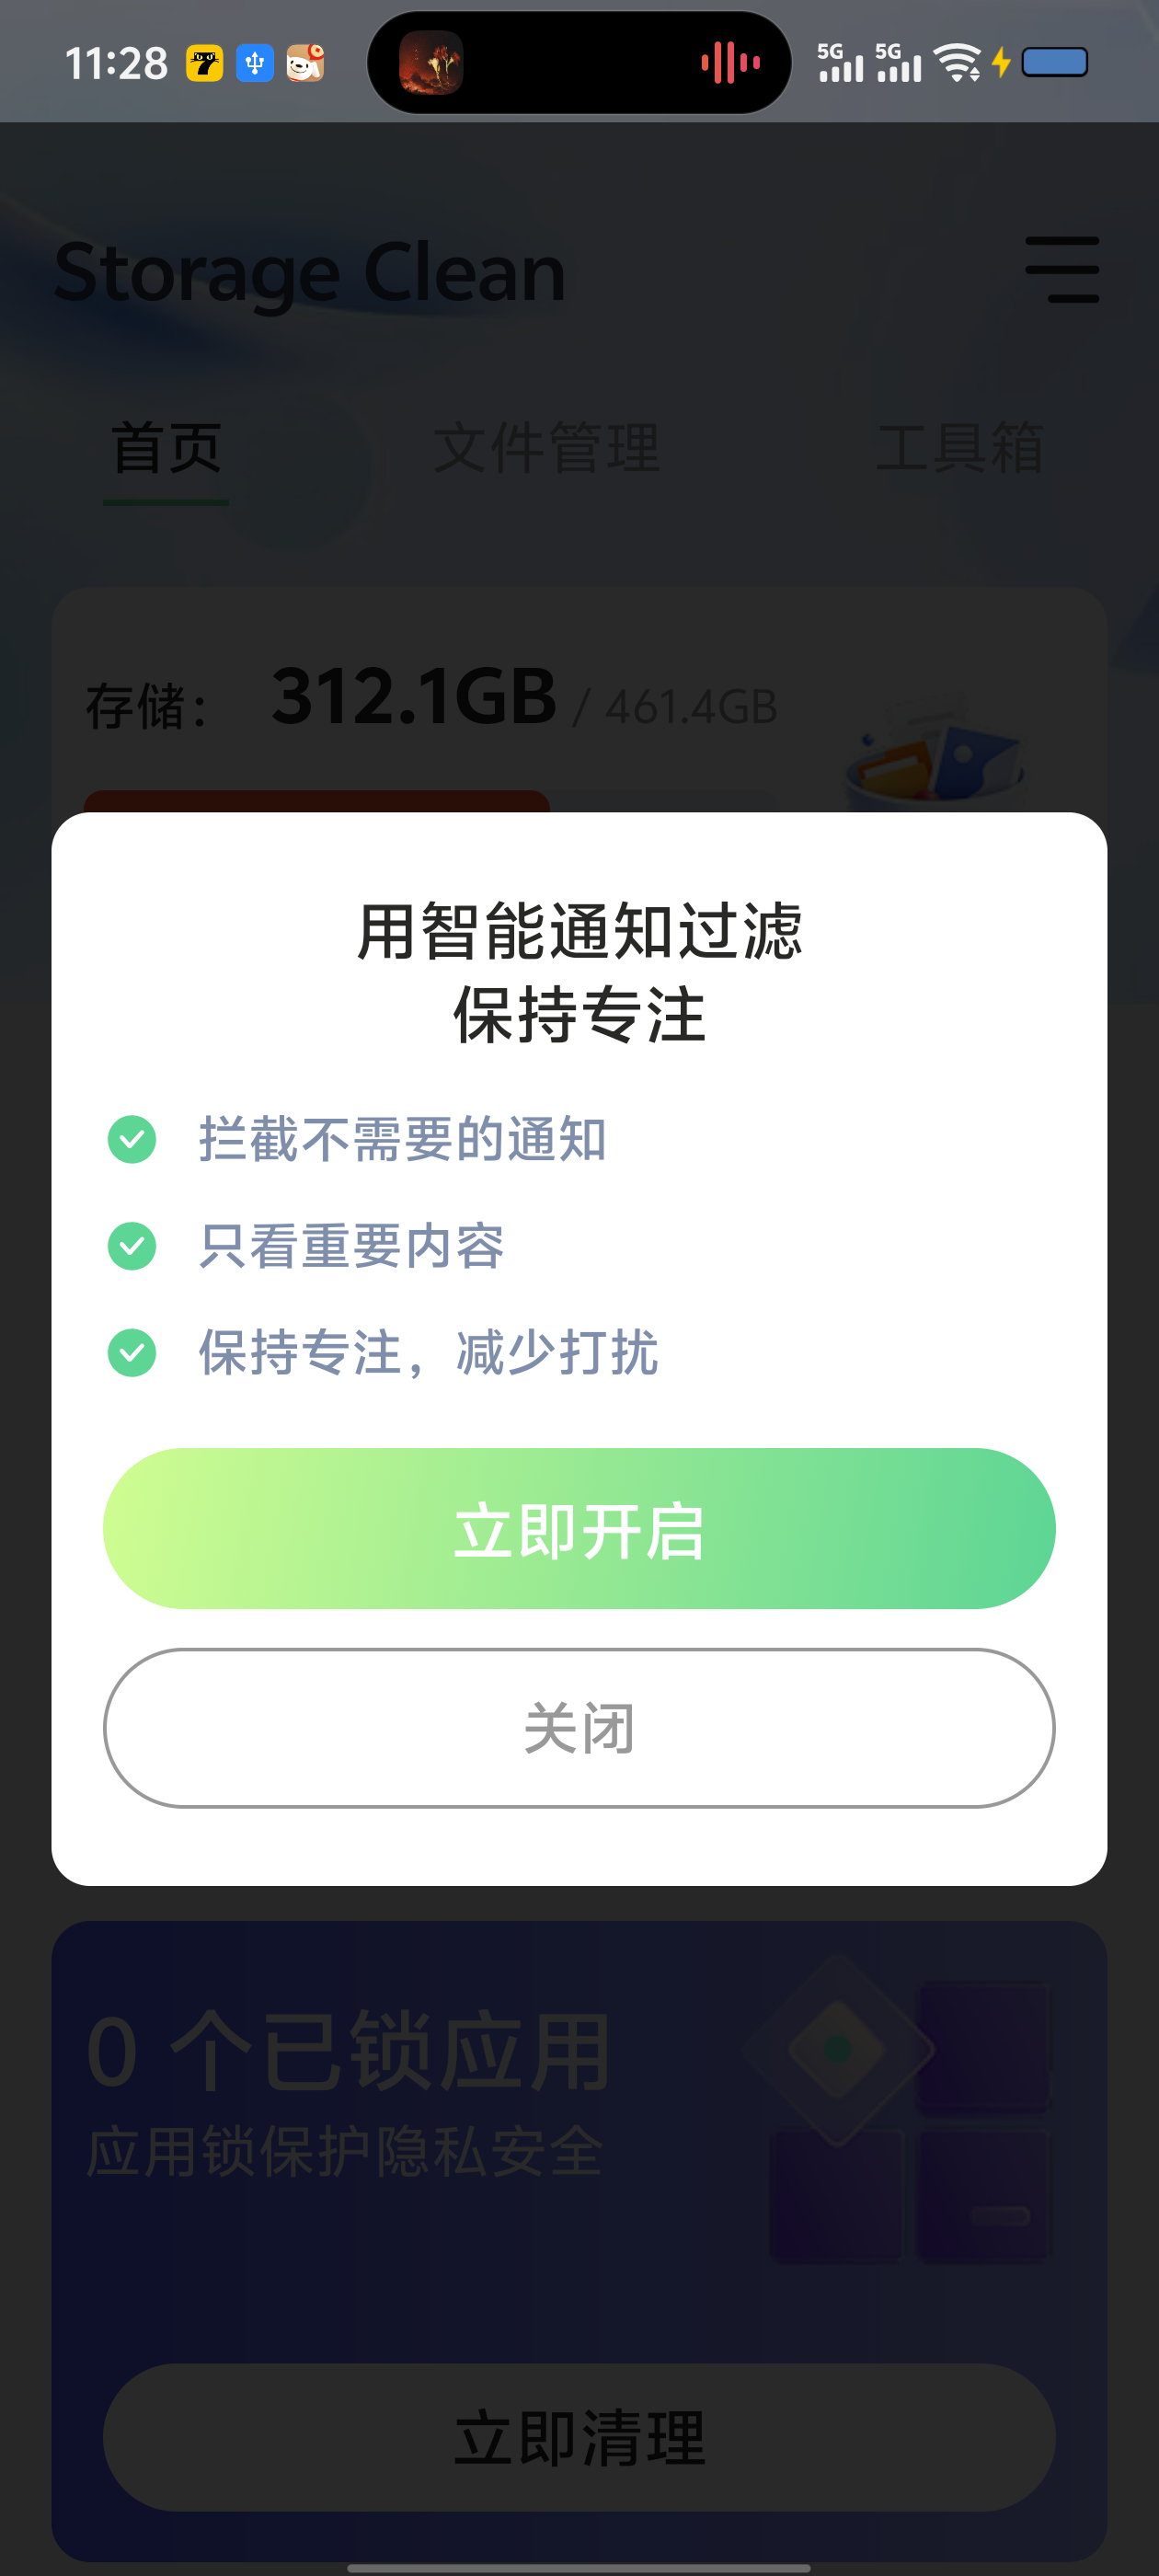 11:28
5G 5G
Storage Clean
首页 文件管理 工具箱
存储： 312.1GB / 461.4GB
用智能通知过滤
保持专注
拦截不需要的通知
只看重要内容
保持专注，减少打扰
立即开启
关闭
0 个已锁应用
应用锁保护隐私安全
立即清理